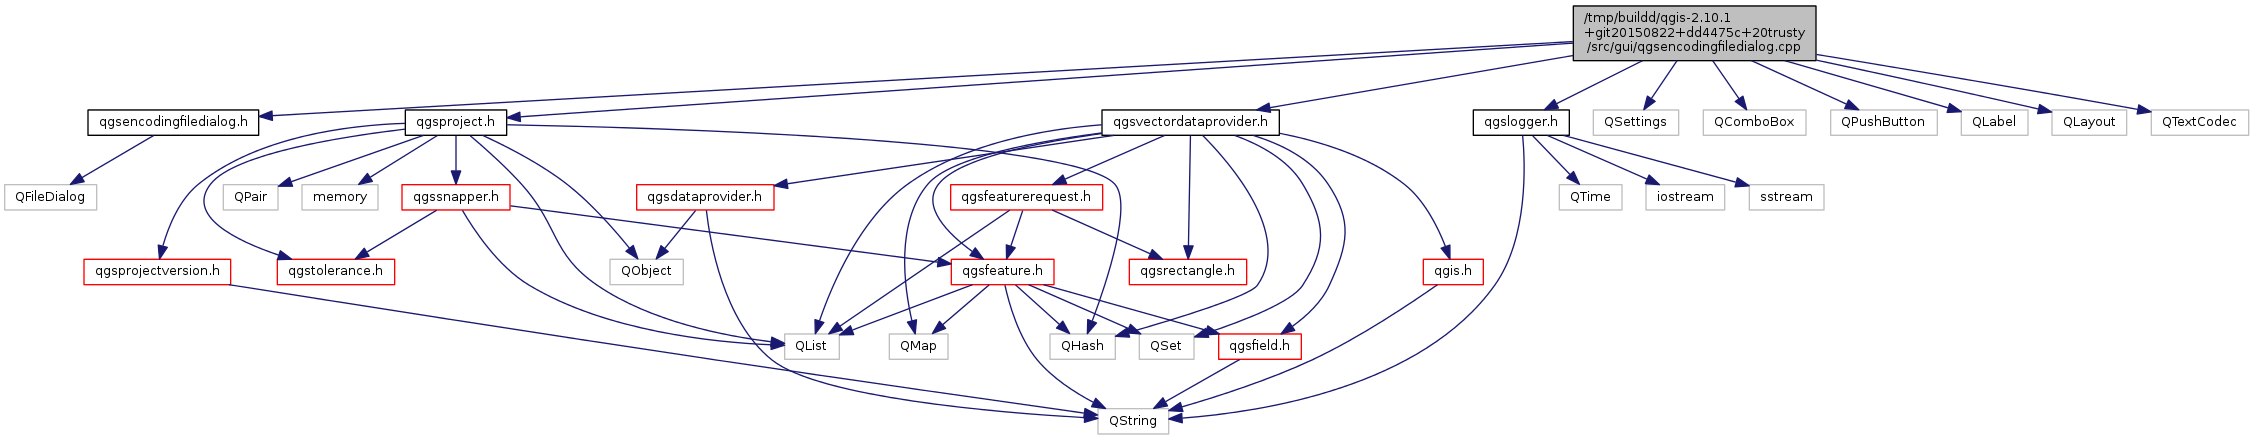 /tmp/buildd/qgis-2.10.1
+git20150822+dd4475c+20trusty
/src/gui/qgsencodingfiledialog.cpp
qgsencodingfiledialog.h
qgsproject.h
qgsvectordataprovider.h
qgslogger.h
QSettings
QComboBox
QPushButton
QLabel
QLayout
QTextCodec
QFileDialog
QPair
memory
qgssnapper.h
qgsdataprovider.h
qgsfeaturerequest.h
QTime
iostream
sstream
qgsprojectversion.h
qgstolerance.h
QObject
qgsfeature.h
qgsrectangle.h
qgis.h
QList
QMap
QHash
QSet
qgsfield.h
QString